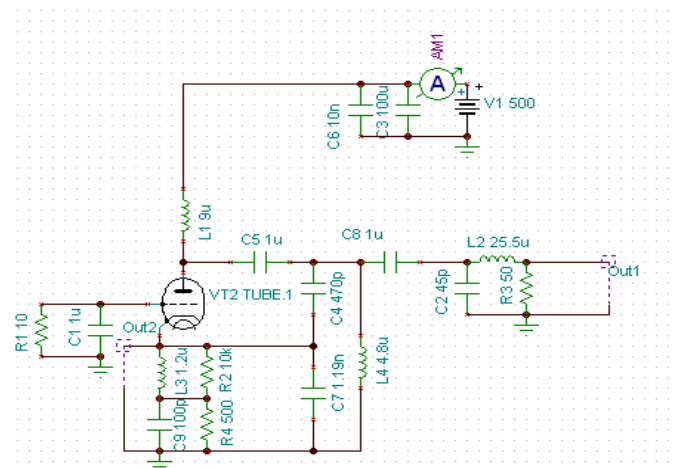 AM1
A
+
+
V1 500
C6 10n
C3 100u
L1 9u
C5 1u
C8 1u
L2 25.5u
Out1
VT2 TUBE.1
C4 470p
C2 45p
R3 50
R1 10
C1 1u
Out2
L3 1.2u
R2 10k
C7 1.19n
L4 4.8u
C9 100p
R4 500